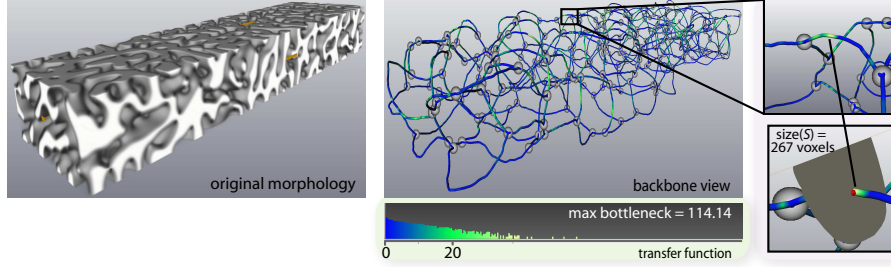 original morphology
backbone view
size(S) =
267 voxels
max bottleneck = 114.14
0 20 transfer function